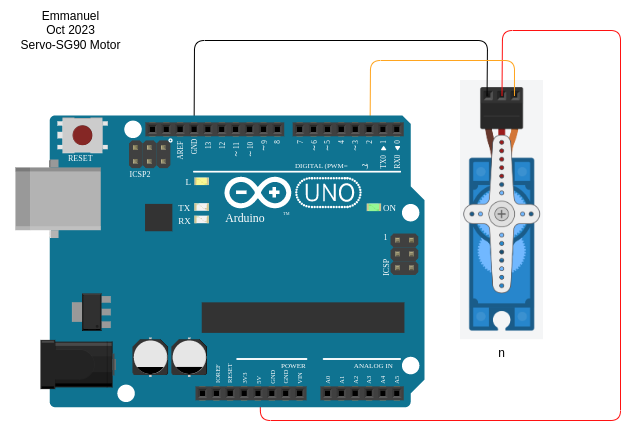 Emmanuel
Oct 2023
Servo-SG90 Motor
RESET
ICSP2
AREF
GND
13
12
~ 11
~ 10
~ 9
8
7
~ 6
~ 5
4
~ 3
2
TX0 ▶ 1
RX0 ◀ 0
DIGITAL (PWM=
L
TX
RX
Arduino
™
UNO
ON
1
ICSP
IOREF
RESET
3V3
5V
GND
GND
VIN
POWER
ANALOG IN
A0
A1
A2
A3
A4
A5
n